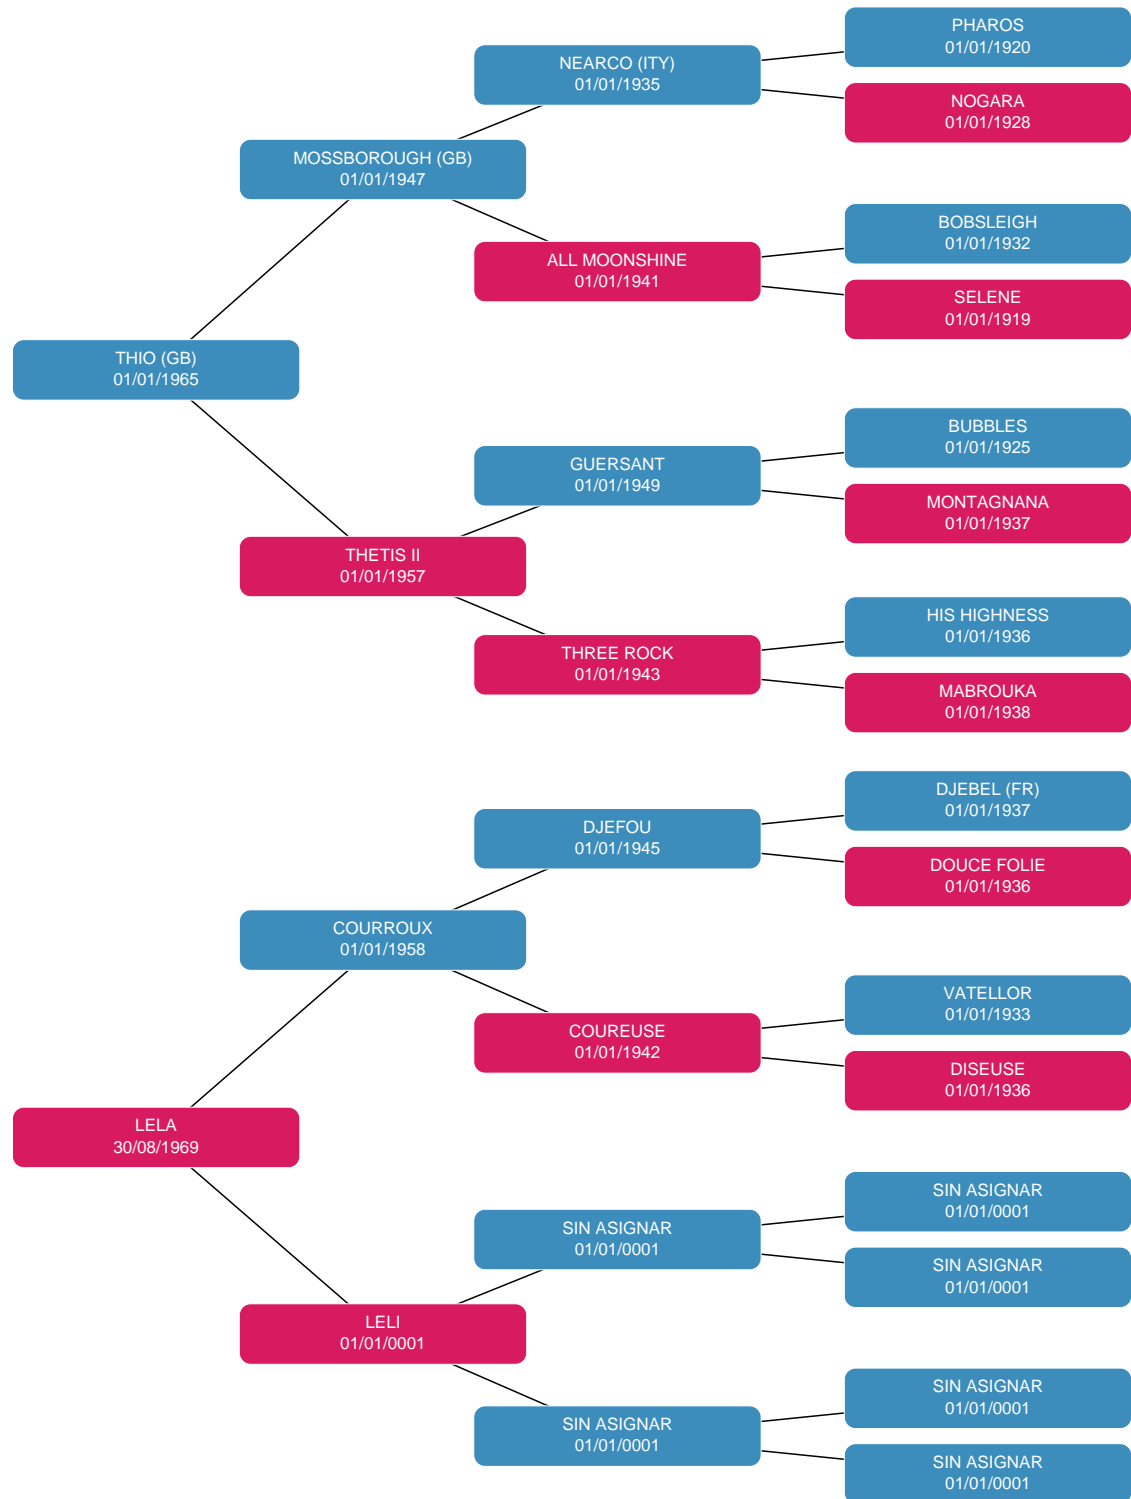 PHAROS
01/01/1920
NEARCO (ITY)
01/01/1935
NOGARA
01/01/1928
MOSSBOROUGH (GB)
01/01/1947
BOBSLEIGH
01/01/1932
ALL MOONSHINE
01/01/1941
SELENE
01/01/1919
THIO (GB)
01/01/1965
BUBBLES
01/01/1925
GUERSANT
01/01/1949
MONTAGNANA
01/01/1937
THETIS II
01/01/1957
HIS HIGHNESS
01/01/1936
THREE ROCK
01/01/1943
MABROUKA
01/01/1938
DJEBEL (FR)
01/01/1937
DJEFOU
01/01/1945
DOUCE FOLIE
01/01/1936
COURROUX
01/01/1958
VATELLOR
01/01/1933
COUREUSE
01/01/1942
DISEUSE
01/01/1936
LELA
30/08/1969
SIN ASIGNAR
01/01/0001
SIN ASIGNAR
01/01/0001
SIN ASIGNAR
01/01/0001
LELI
01/01/0001
SIN ASIGNAR
01/01/0001
SIN ASIGNAR
01/01/0001
SIN ASIGNAR
01/01/0001